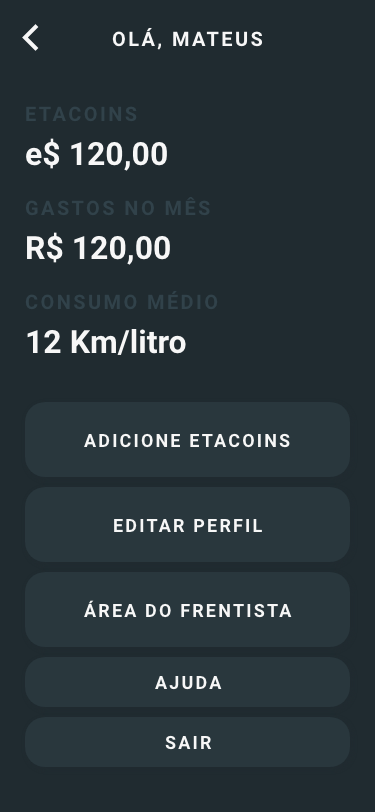 OLÁ, MATEUS
ETACOINS
e$ 120,00
GASTOS NO MÊS
R$ 120,00
CONSUMO MÉDIO
12 Km/litro
ADICIONE ETACOINS
EDITAR PERFIL
ÁREA DO FRENTISTA
AJUDA
SAIR